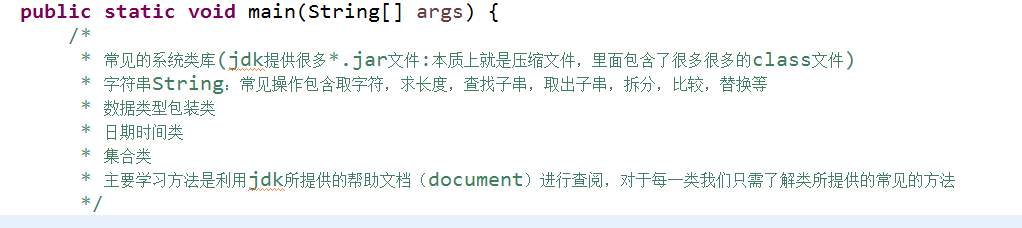 public static void main(String[] args) {
/*
* 常见的系统类库(jdk提供很多*.jar文件:本质上就是压缩文件，里面包含了很多很多的class文件)
* 字符串String：常见操作包含取字符，求长度，查找子串，取出子串，拆分，比较，替换等
* 数据类型包装类
* 日期时间类
* 集合类
* 主要学习方法是利用jdk所提供的帮助文档（document）进行查阅，对于每一类我们只需了解类所提供的常见的方法
*/